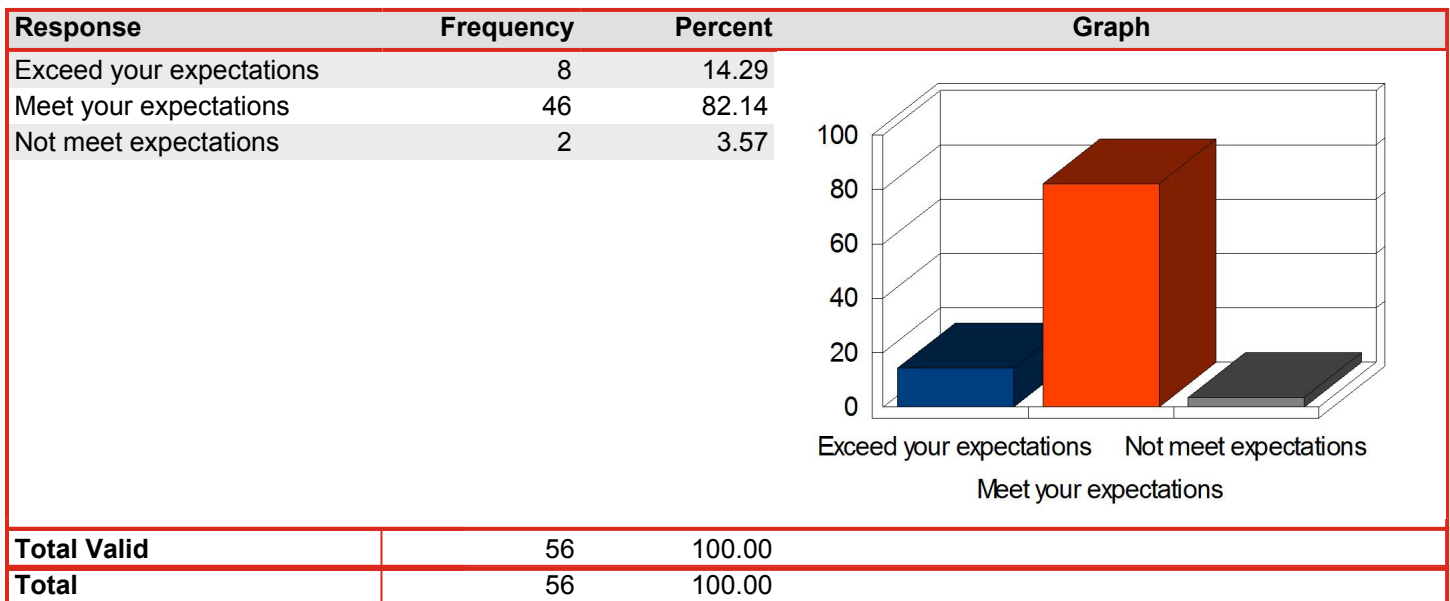 Response Frequency Percent Graph
Exceed your expectations 8 14.29
Meet your expectations 46 82.14
Not meet expectations 2 3.57
100
80
60
40
20
0
Exceed your expectations Not meet expectations
Meet your expectations
Total Valid 56 100.00
Total 56 100.00